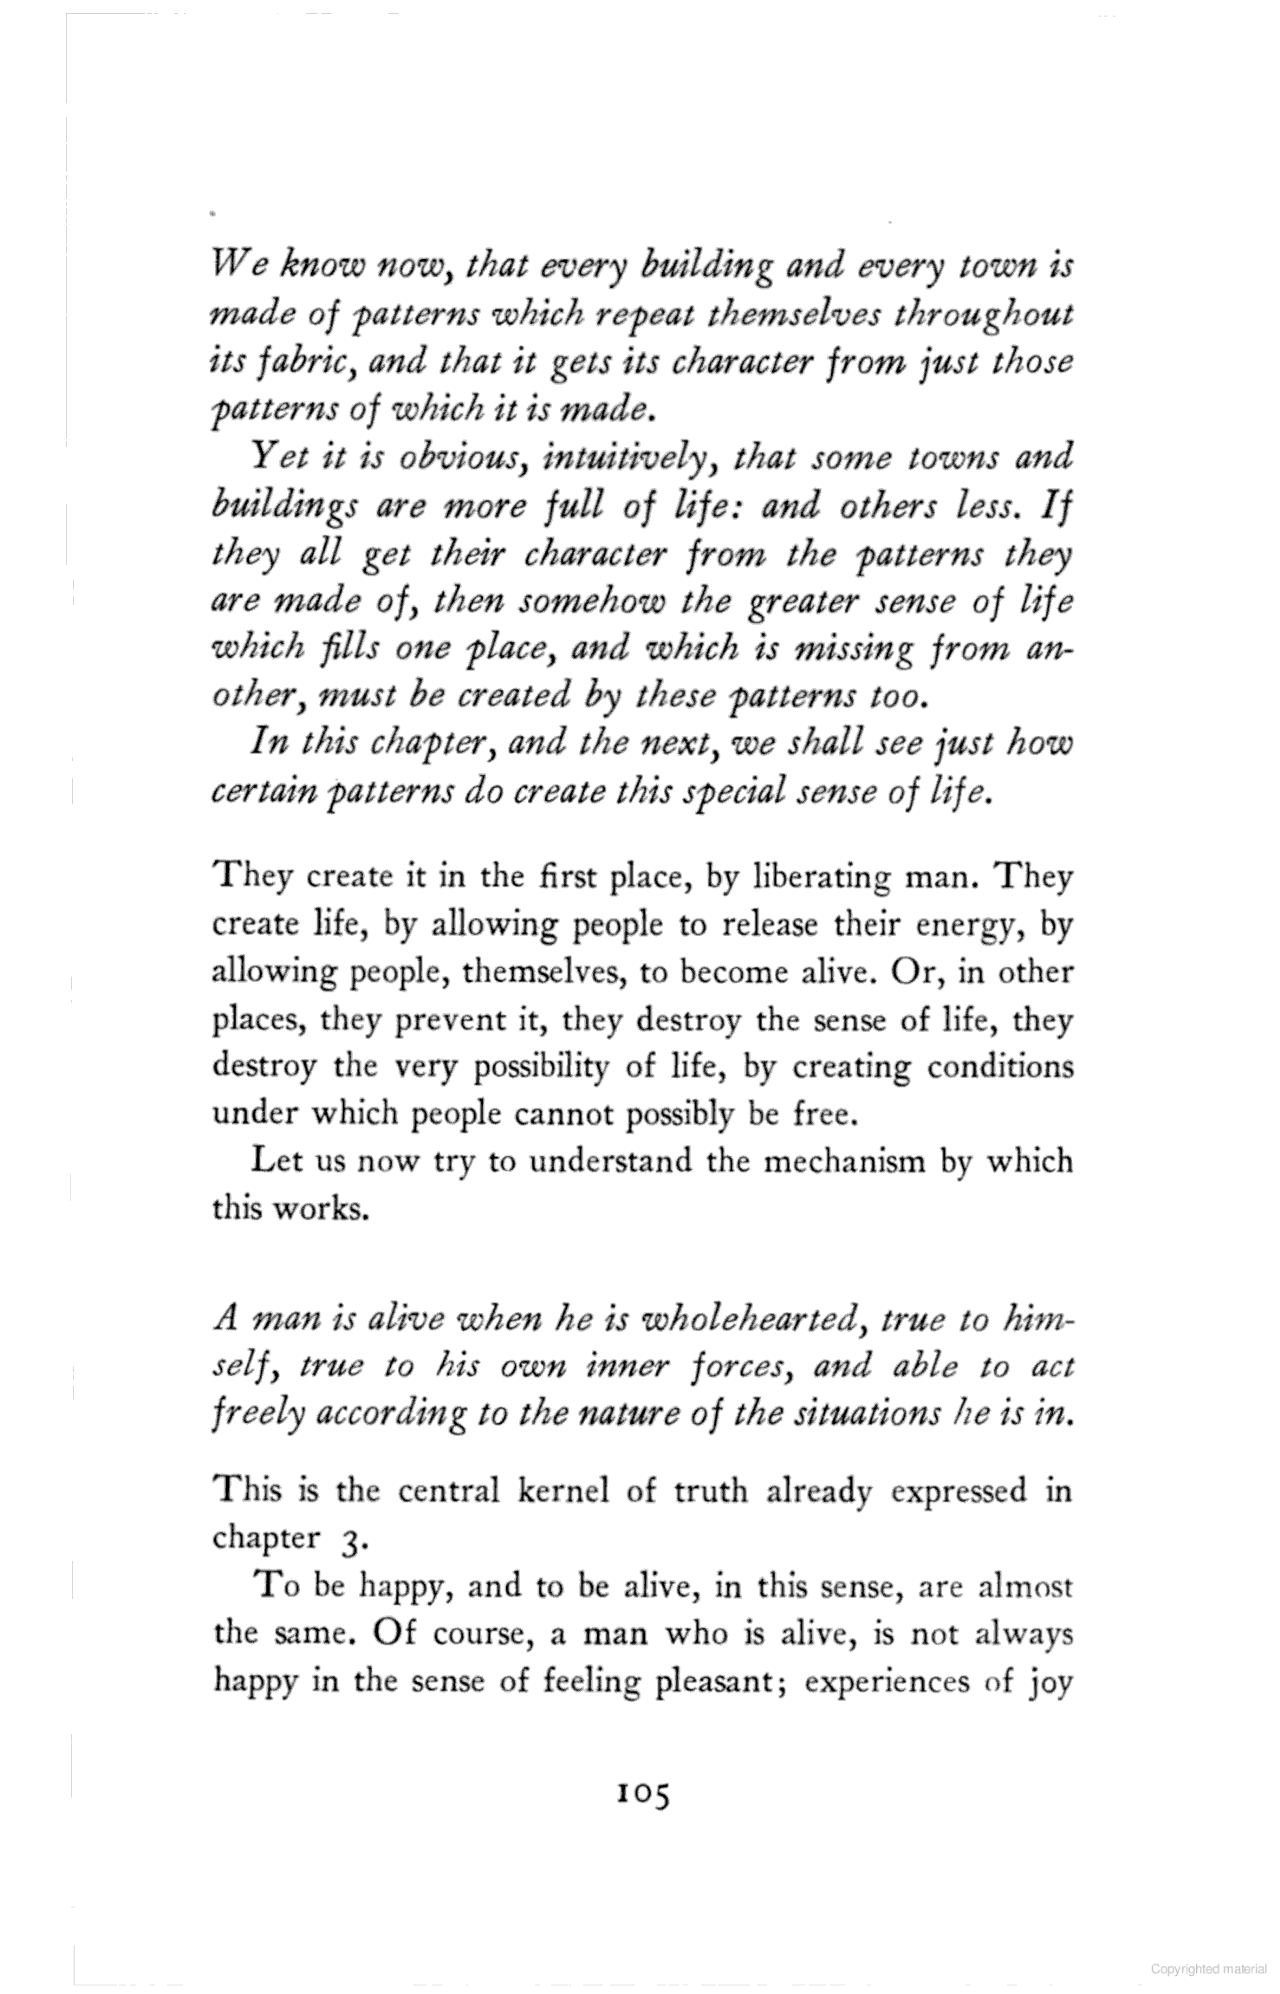 We know now, that every building and every town is
made of patterns which repeat themselves throughout
its fabric, and that it gets its character from just those
patterns of which it is made.
Yet it is obvious, intuitively, that some towns and
buildings are more full of life: and others less. If
they all get their character from the patterns they
are made of, then somehow the greater sense of life
which fills one place, and which is missing from an-
other, must be created by these patterns too.
In this chapter, and the next, we shall see just how
certain patterns do create this special sense of life.
They create it in the first place, by liberating man. They
create life, by allowing people to release their energy, by
allowing people, themselves, to become alive. Or, in other
places, they prevent it, they destroy the sense of life, they
destroy the very possibility of life, by creating conditions
under which people cannot possibly be free.
Let us now try to understand the mechanism by which
this works.
A man is alive when he is wholehearted, true to him-
self, true to his own inner forces, and able to act
freely according to the nature of the situations he is in.
This is the central kernel of truth already expressed in
chapter 3.
To be happy, and to be alive, in this sense, are almost
the same. Of course, a man who is alive, is not always
happy in the sense of feeling pleasant; experiences of joy
105
Copyrighted material